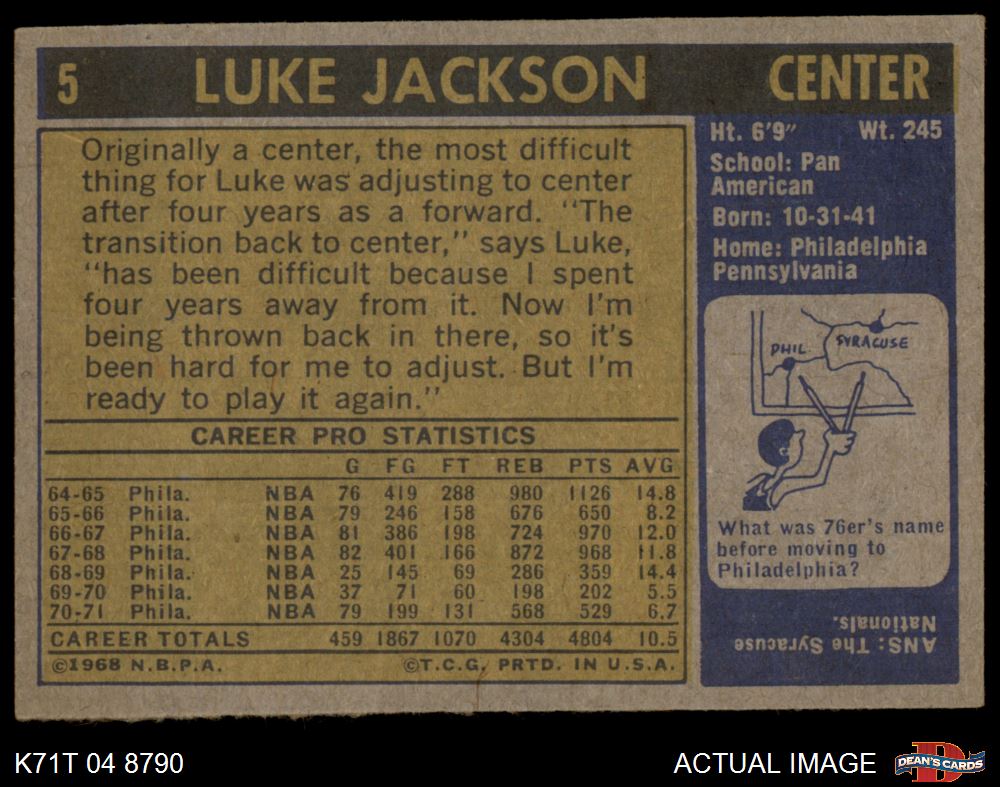 5 LUKE JACKSON CENTER
Originally a center, the most difficult
thing for Luke was adjusting to center
after four years as a forward. "The
transition back to center," says Luke,
"has been difficult because I spent
four years away from it. Now I'm
being thrown back in there, so it's
been hard for me to adjust. But I'm
ready to play it again."
CAREER PRO STATISTICS
G FG FT REB PTS AVG
64-65 Phila. NBA 76 419 288 980 1126 14.8
65-66 Phila. NBA 79 246 158 676 650 8.2
66-67 Phila. NBA 81 386 198 724 970 12.0
67-68 Phila. NBA 82 401 166 872 968 11.8
68-69 Phila. NBA 25 145 69 286 359 14.4
69-70 Phila. NBA 37 71 60 198 202 5.5
70-71 Phila. NBA 79 199 131 568 529 6.7
CAREER TOTALS 459 1867 1070 4304 4804 10.5
©1968 N.B.P.A. ©T.C.G. PRTD. IN U.S.A.
Ht. 6'9" Wt. 245
School: Pan
American
Born: 10-31-41
Home: Philadelphia
Pennsylvania
PHIL. SYRACUSE
What was 76er's name
before moving to
Philadelphia?
ANS: The Syracuse
Nationals.
K71T 04 8790 ACTUAL IMAGE DEAN'S CARDS